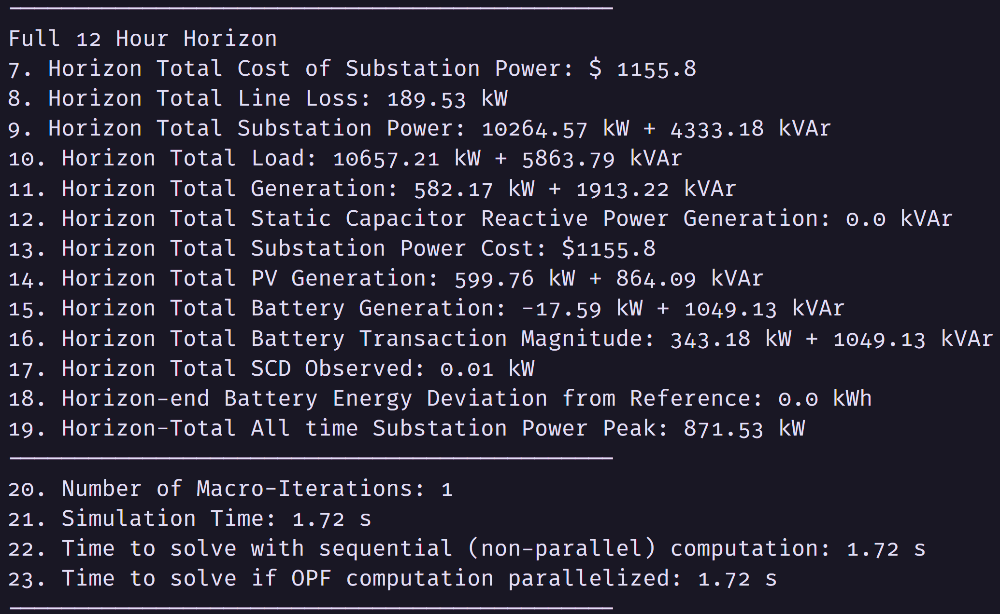 Full 12 Hour Horizon
7. Horizon Total Cost of Substation Power: $ 1155.8
8. Horizon Total Line Loss: 189.53 kW
9. Horizon Total Substation Power: 10264.57 kW + 4333.18 kVAr
10. Horizon Total Load: 10657.21 kW + 5863.79 kVAr
11. Horizon Total Generation: 582.17 kW + 1913.22 kVAr
12. Horizon Total Static Capacitor Reactive Power Generation: 0.0 kVAr
13. Horizon Total Substation Power Cost: $1155.8
14. Horizon Total PV Generation: 599.76 kW + 864.09 kVAr
15. Horizon Total Battery Generation: -17.59 kW + 1049.13 kVAr
16. Horizon Total Battery Transaction Magnitude: 343.18 kW + 1049.13 kVAr
17. Horizon Total SCD Observed: 0.01 kW
18. Horizon-end Battery Energy Deviation from Reference: 0.0 kWh
19. Horizon-Total All time Substation Power Peak: 871.53 kW
20. Number of Macro-Iterations: 1
21. Simulation Time: 1.72 s
22. Time to solve with sequential (non-parallel) computation: 1.72 s
23. Time to solve if OPF computation parallelized: 1.72 s